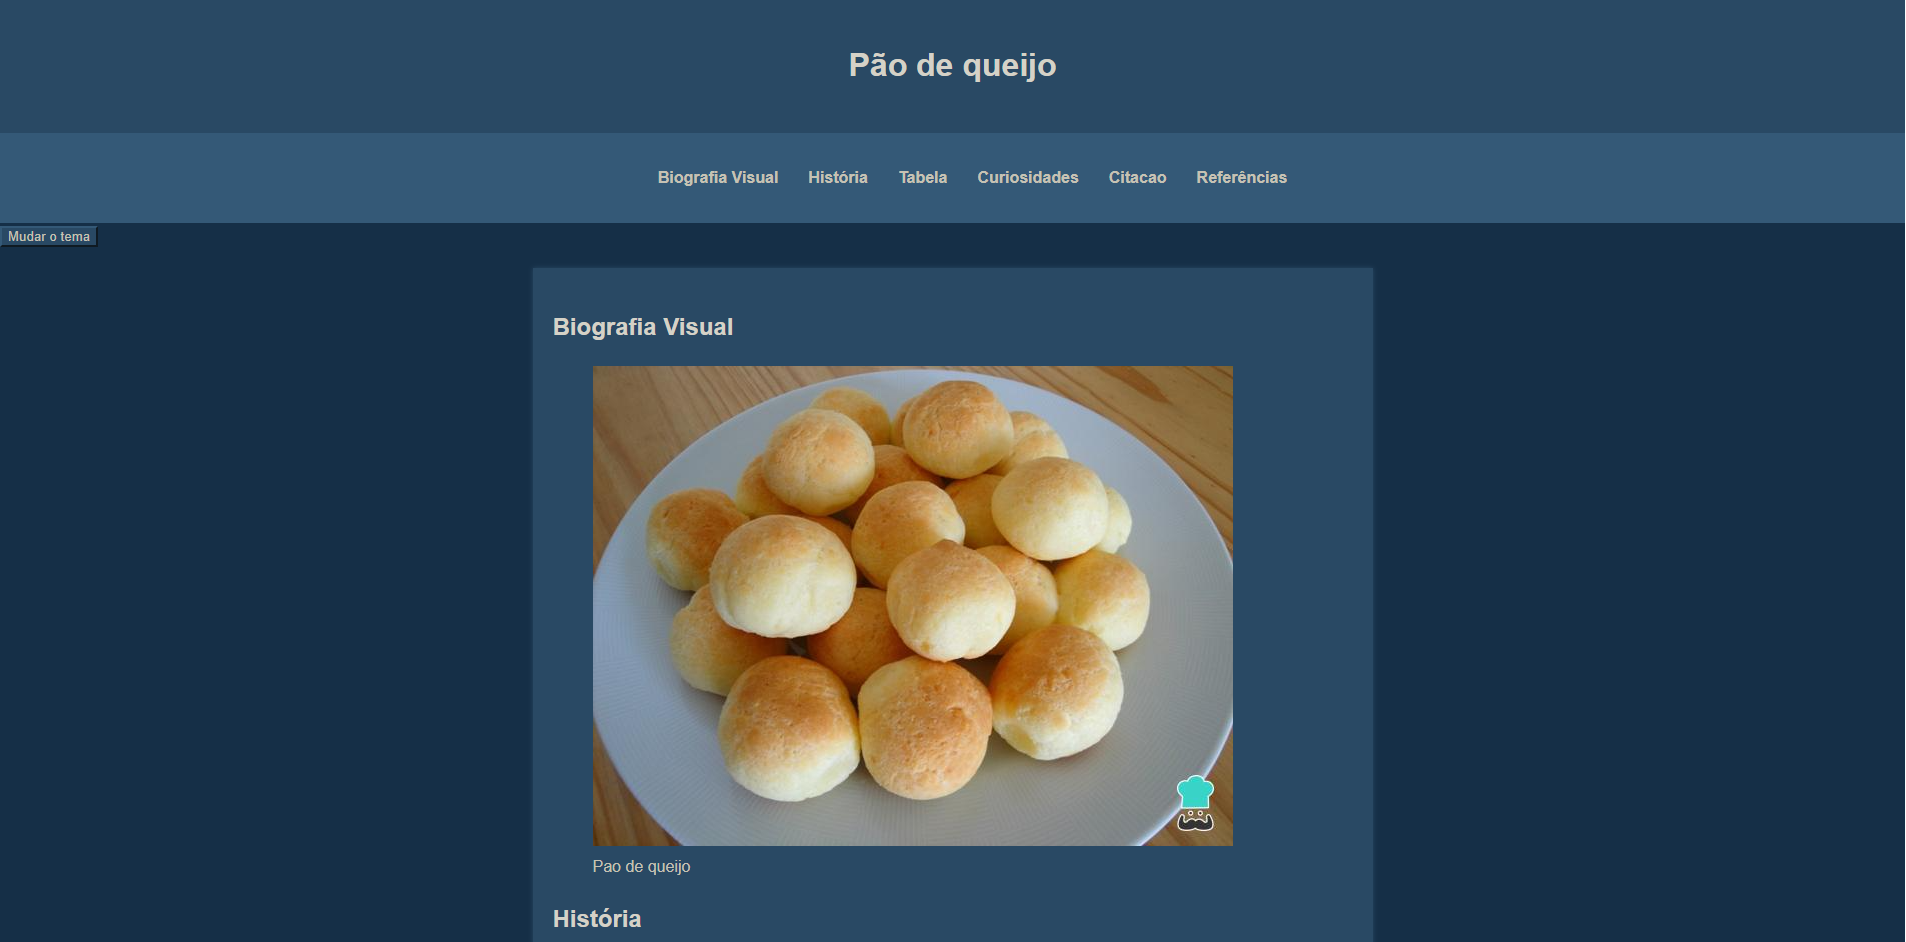 Pão de queijo
Biografia Visual História Tabela Curiosidades Citacao Referências
Mudar o tema
Biografia Visual
Pao de queijo
História